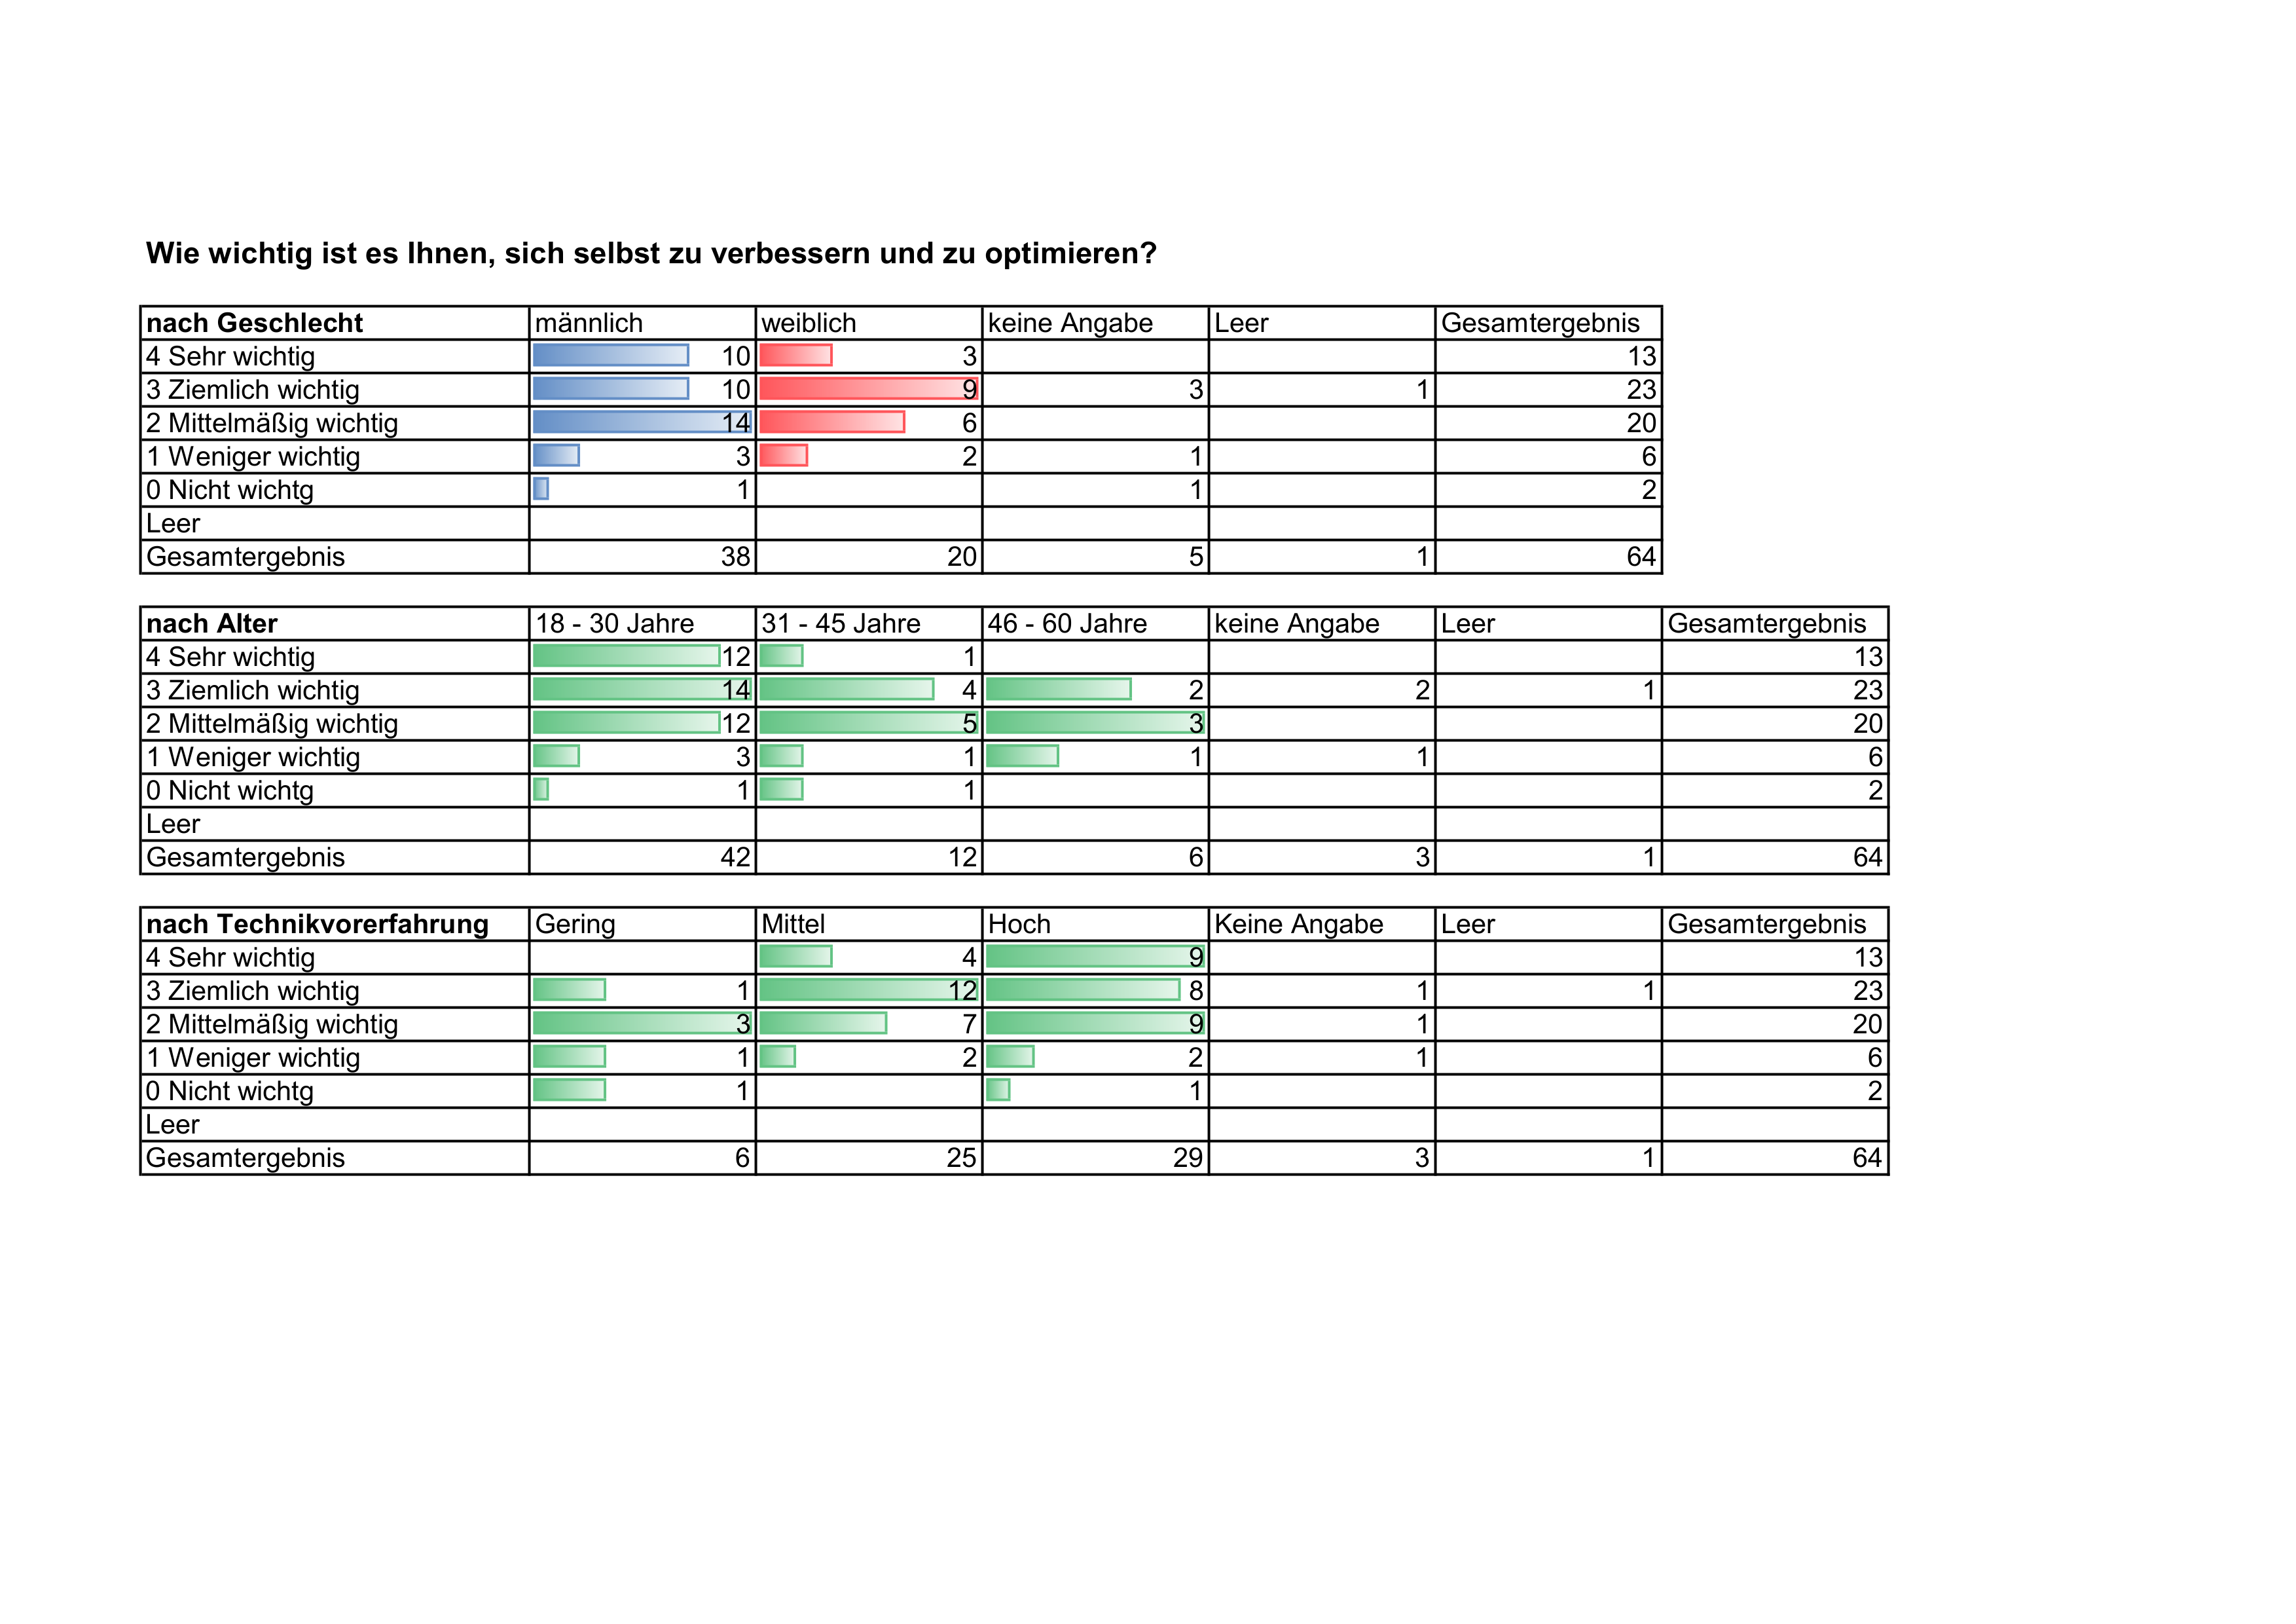 Wie wichtig ist es Ihnen, sich selbst zu verbessern und zu optimieren?
nach Geschlecht männlich weiblich keine Angabe Leer Gesamtergebnis
4 Sehr wichtig 10 3 13
3 Ziemlich wichtig 10 9 3 1 23
2 Mittelmäßig wichtig 14 6 20
1 Weniger wichtig 3 2 1 6
0 Nicht wichtg 1 1 2
Leer
Gesamtergebnis 38 20 5 1 64
nach Alter 18 - 30 Jahre 31 - 45 Jahre 46 - 60 Jahre keine Angabe Leer Gesamtergebnis
4 Sehr wichtig 12 1 13
3 Ziemlich wichtig 14 4 2 2 1 23
2 Mittelmäßig wichtig 12 5 3 20
1 Weniger wichtig 3 1 1 1 6
0 Nicht wichtg 1 1 2
Leer
Gesamtergebnis 42 12 6 3 1 64
nach Technikvorerfahrung Gering Mittel Hoch Keine Angabe Leer Gesamtergebnis
4 Sehr wichtig 4 9 13
3 Ziemlich wichtig 1 12 8 1 1 23
2 Mittelmäßig wichtig 3 7 9 1 20
1 Weniger wichtig 1 2 2 1 6
0 Nicht wichtg 1 1 2
Leer
Gesamtergebnis 6 25 29 3 1 64